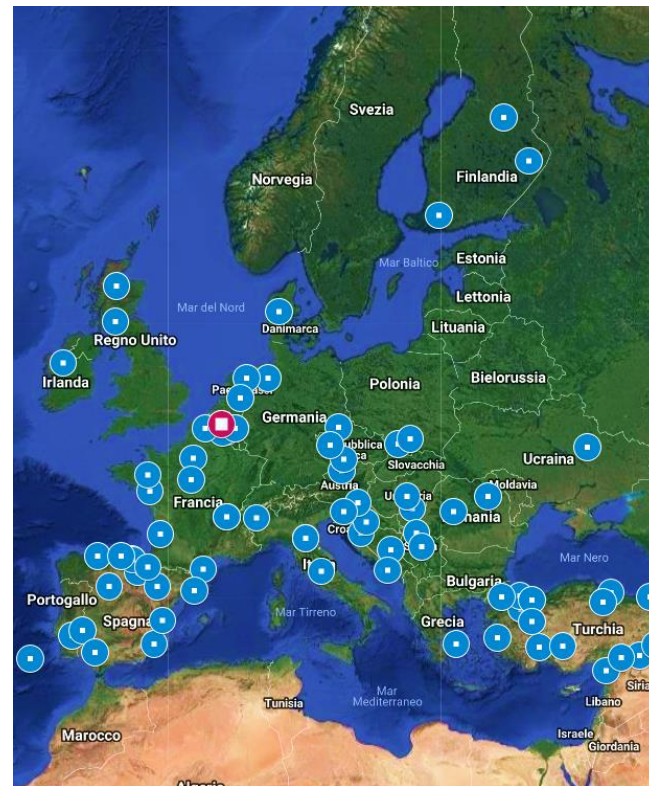 Svezia
Finlandia
Norvegia
Mar Baltico
Estonia
Lettonia
Mar del Nord
Danimarca
Lituania
Regno Unito
Irlanda
Bielorussia
Polonia
Germania
Ucraina
Slovacchia
Moldavia
Austria
Francia
Mar Nero
Bulgaria
Portogallo
Spagna
Mar Tirreno
Grecia
Turchia
Mar
Mediterraneo
Tunisia
Libano
Siria
Marocco
Israele
Giordania